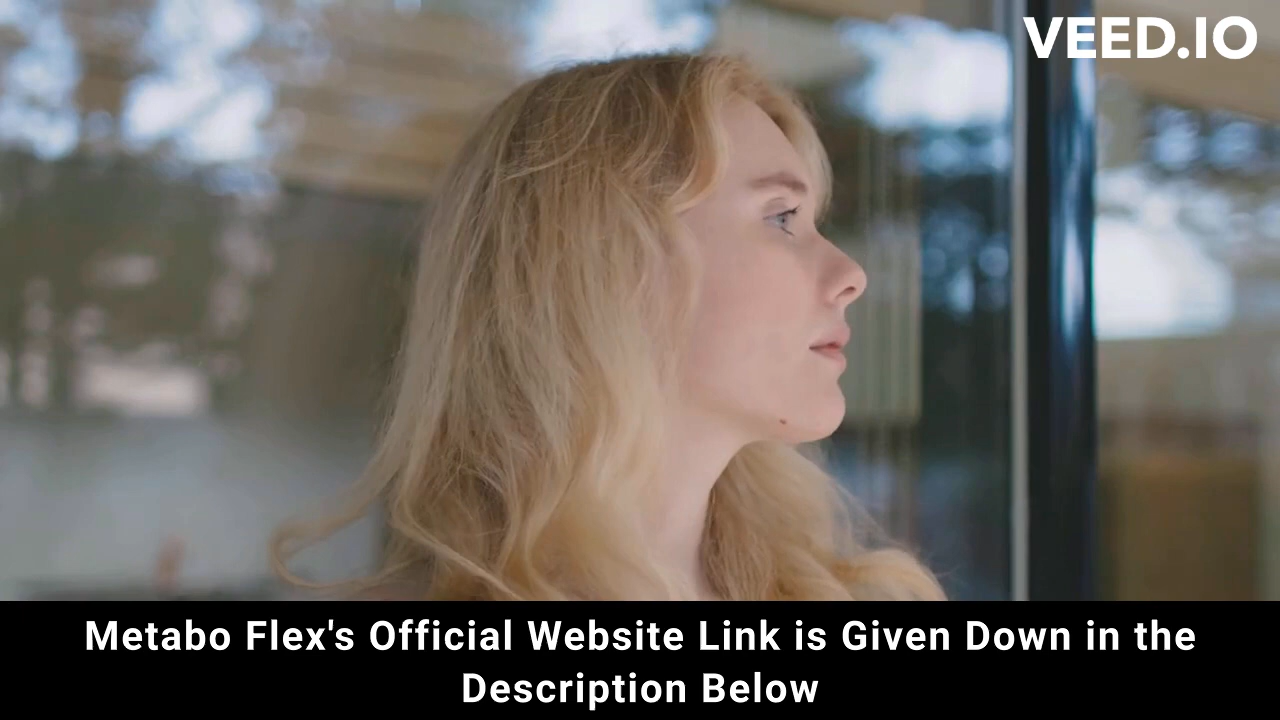 VEED.IO
Metabo Flex's Official Website Link is Given Down in the
Description Below